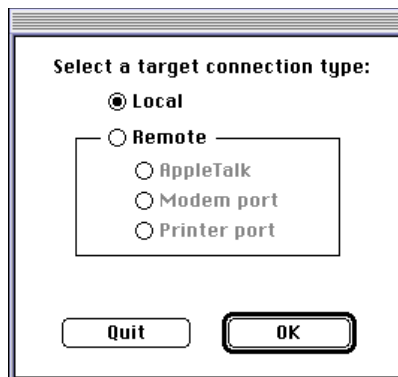 Select a target connection type:
Local
Remote
AppleTalk
Modem port
Printer port
Quit OK